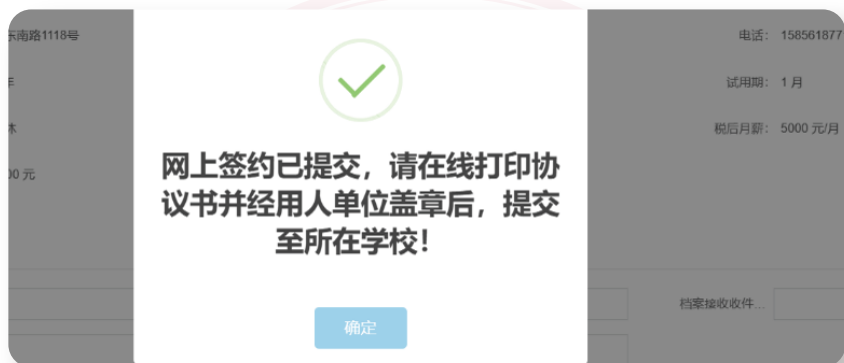 东南路1118号
电话： 158561877
年
试用期： 1 月
休
税后月薪： 5000 元/月
00 元
网上签约已提交，请在线打印协
议书并经用人单位盖章后，提交
至所在学校！
档案接收收件...
确定